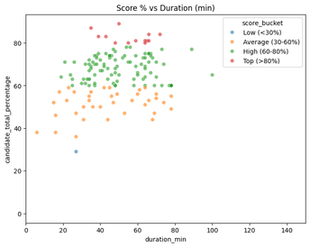 Score % vs Duration (min)
score_bucket
Low (<30%)
Average (30-60%)
High (60-80%)
Top (>80%)
candidate_total_percentage
80
60
40
20
0
0 20 40 60 80 100 120 140
duration_min